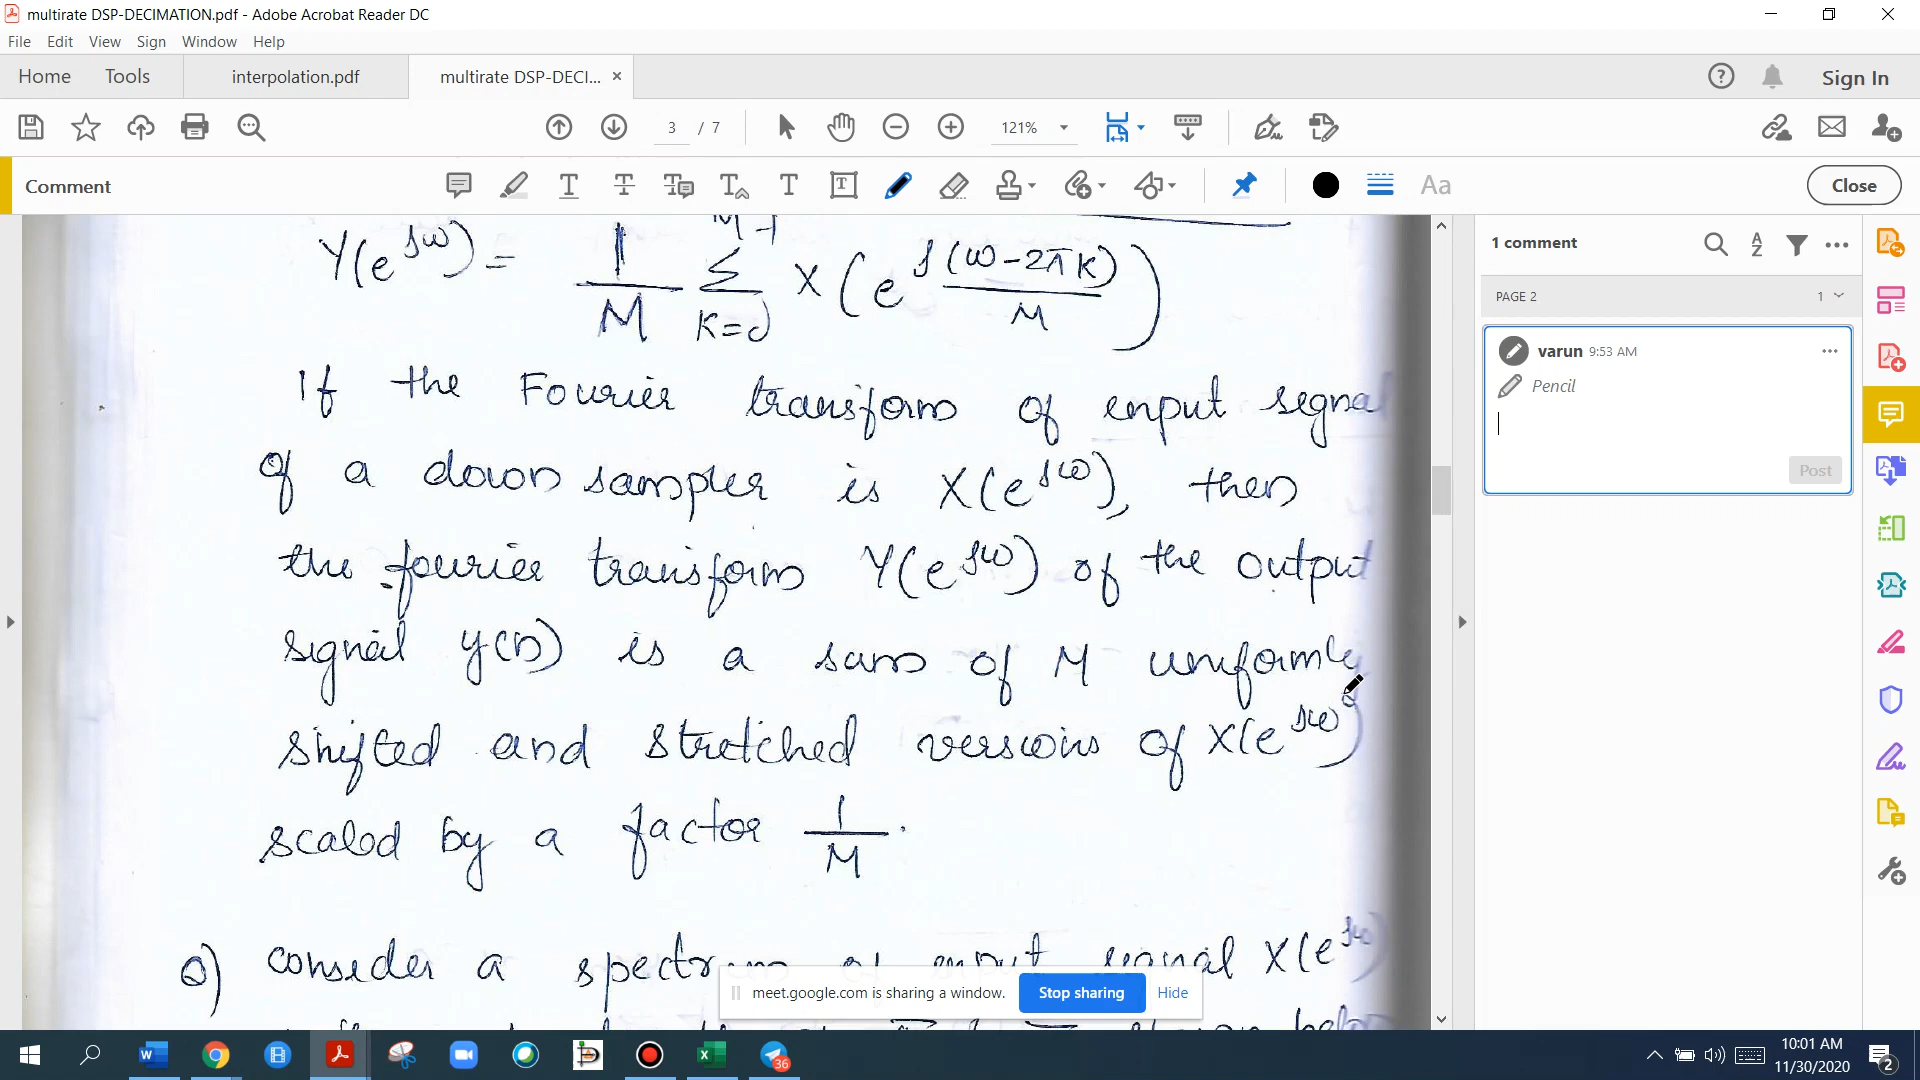 multirate DSP-DECIMATION.pdf - Adobe Acrobat Reader DC
File Edit View Sign Window Help
Home Tools interpolation.pdf multirate DSP-DECI... × Sign In
3 / 7 121%
Comment Aa Close
Y(e^jω) = 1/M Σ_{K=0}^{M-1} X(e^{j(ω-2πK)/M})
If the Fourier transform of input signal
of a down sampler is X(e^jω), then
the fourier transform Y(e^jω) of the output
signal y(n) is a sum of M uniformly
shifted and stretched versions of X(e^jω)
scaled by a factor 1/M.
Q) consider a spectrum of input signal X(e^jω)
meet.google.com is sharing a window. Stop sharing Hide
1 comment
PAGE 2 1
varun 9:53 AM
Pencil
Post
36
10:01 AM
11/30/2020
2